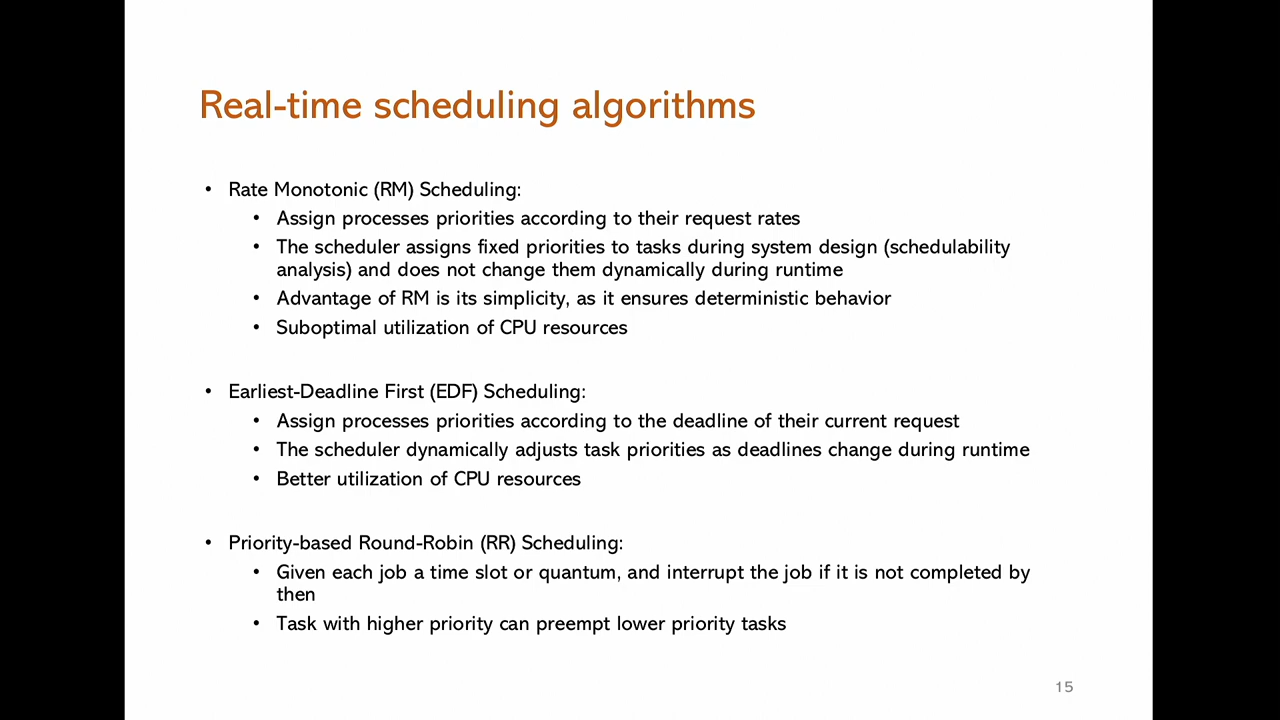 Real-time scheduling algorithms
• Rate Monotonic (RM) Scheduling:
• Assign processes priorities according to their request rates
• The scheduler assigns fixed priorities to tasks during system design (schedulability
analysis) and does not change them dynamically during runtime
• Advantage of RM is its simplicity, as it ensures deterministic behavior
• Suboptimal utilization of CPU resources
• Earliest-Deadline First (EDF) Scheduling:
• Assign processes priorities according to the deadline of their current request
• The scheduler dynamically adjusts task priorities as deadlines change during runtime
• Better utilization of CPU resources
• Priority-based Round-Robin (RR) Scheduling:
• Given each job a time slot or quantum, and interrupt the job if it is not completed by
then
• Task with higher priority can preempt lower priority tasks
15